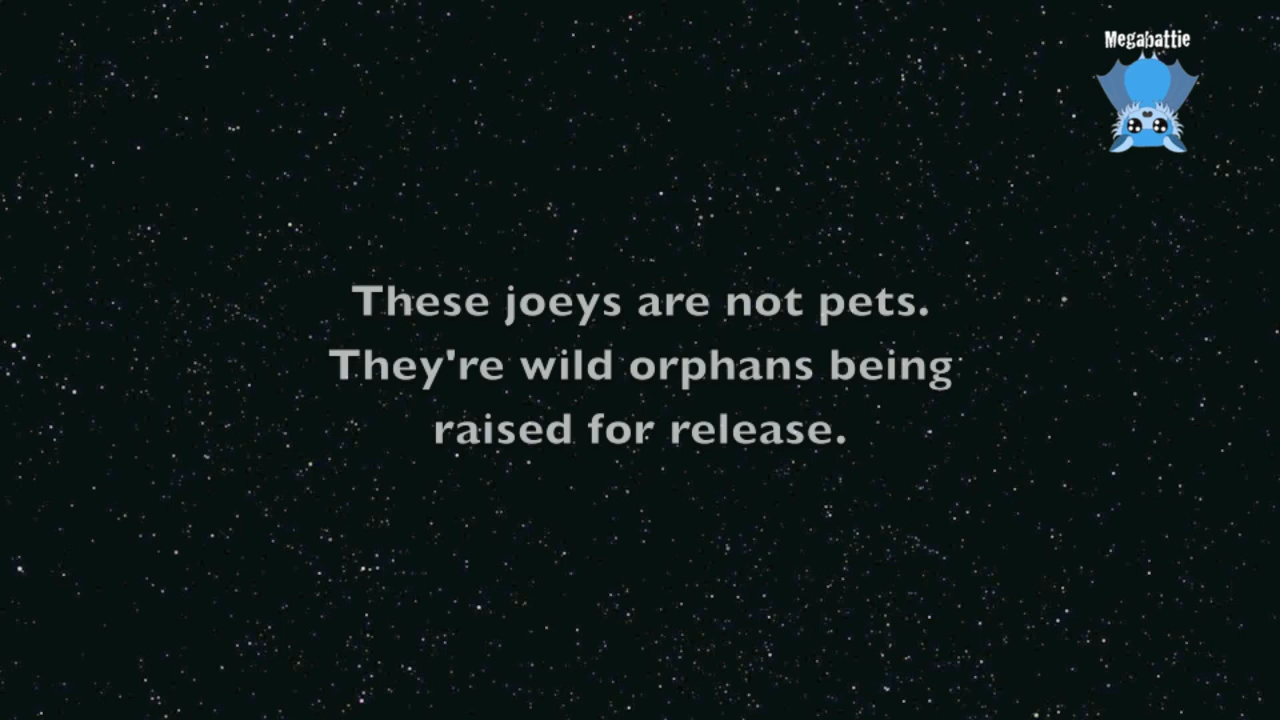 Megabattie
These joeys are not pets.
They're wild orphans being
raised for release.